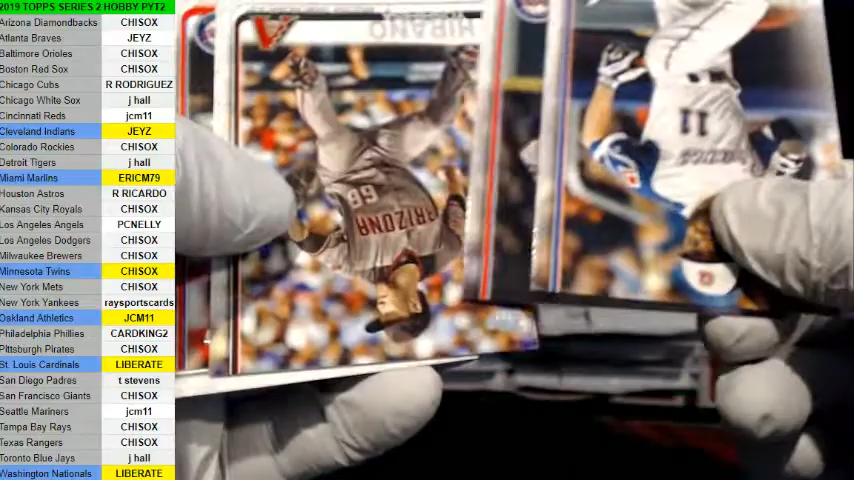 2019 TOPPS SERIES 2 HOBBY PYT2
Arizona Diamondbacks CHISOX
Atlanta Braves JEYZ
Baltimore Orioles CHISOX
Boston Red Sox CHISOX
Chicago Cubs R RODRIGUEZ
Chicago White Sox j hall
Cincinnati Reds jcm11
Cleveland Indians JEYZ
Colorado Rockies CHISOX
Detroit Tigers j hall
Miami Marlins ERICM79
Houston Astros R RICARDO
Kansas City Royals CHISOX
Los Angeles Angels PCNELLY
Los Angeles Dodgers CHISOX
Milwaukee Brewers CHISOX
Minnesota Twins CHISOX
New York Mets CHISOX
New York Yankees raysportcards
Oakland Athletics JCM11
Philadelphia Phillies CARDKING2
Pittsburgh Pirates CHISOX
St. Louis Cardinals LIBERATE
San Diego Padres t stevens
San Francisco Giants CHISOX
Seattle Mariners jcm11
Tampa Bay Rays CHISOX
Texas Rangers CHISOX
Toronto Blue Jays j hall
Washington Nationals LIBERATE
HIRANO
ARIZONA
68
11